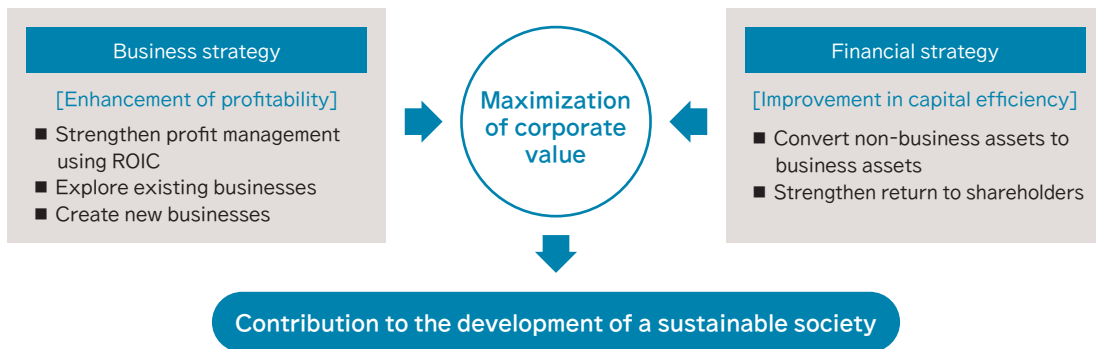 Business strategy
[Enhancement of profitability]
■ Strengthen profit management
using ROIC
■ Explore existing businesses
■ Create new businesses
Maximization
of corporate
value
Financial strategy
[Improvement in capital efficiency]
■ Convert non-business assets to
business assets
■ Strengthen return to shareholders
Contribution to the development of a sustainable society